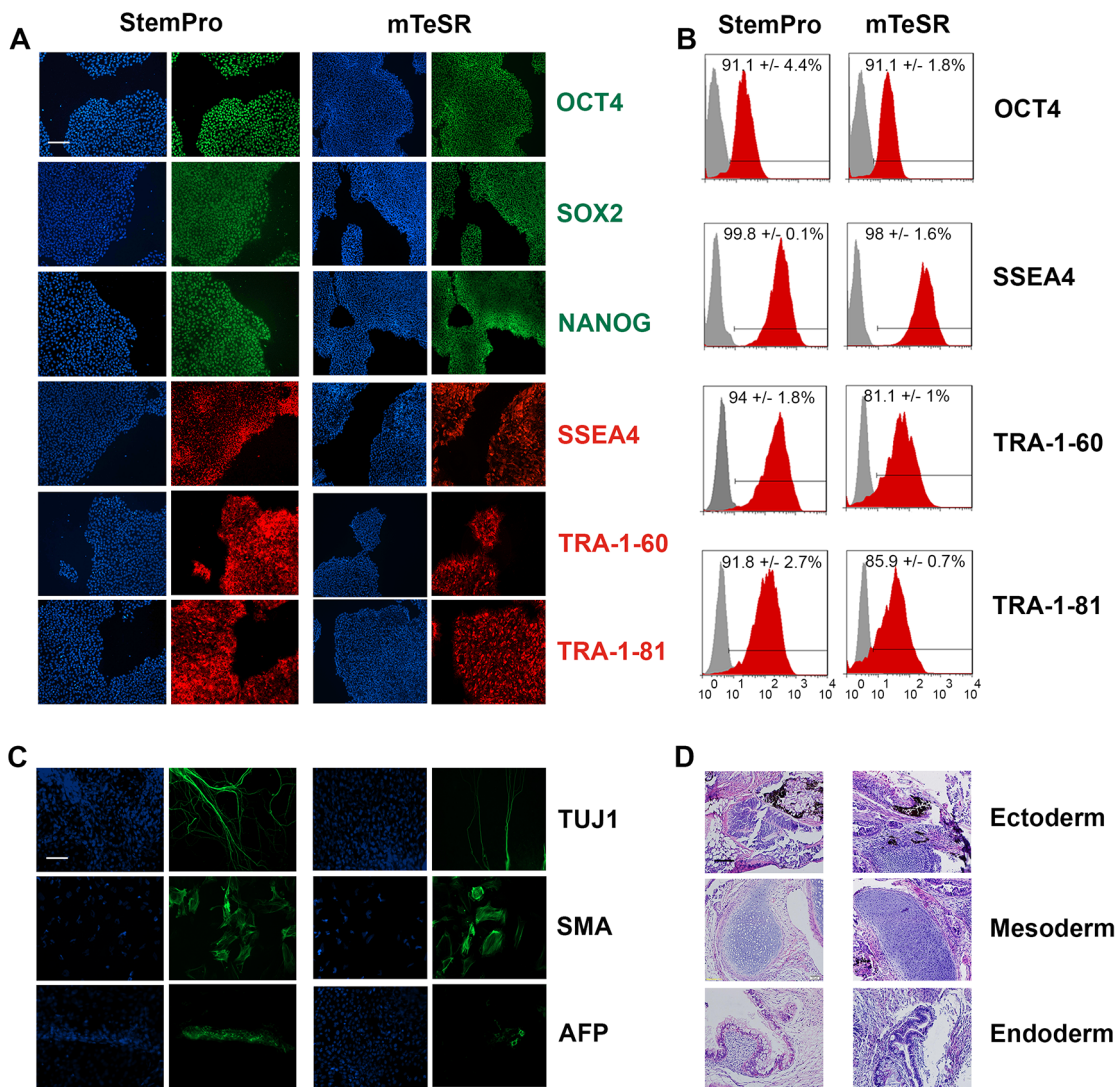 StemPro mTeSR
A
OCT4
SOX2
NANOG
SSEA4
TRA-1-60
TRA-1-81
B
StemPro mTeSR
91.1 +/- 4.4% 91.1 +/- 1.8%
OCT4
99.8 +/- 0.1% 98 +/- 1.6%
SSEA4
94 +/- 1.8% 81.1 +/- 1%
TRA-1-60
91.8 +/- 2.7% 85.9 +/- 0.7%
TRA-1-81
0 1 2 3 4 0 1 2 3 4
10 10 10 10 10 10 10 10 10 10
C
TUJ1
SMA
AFP
D
Ectoderm
Mesoderm
Endoderm